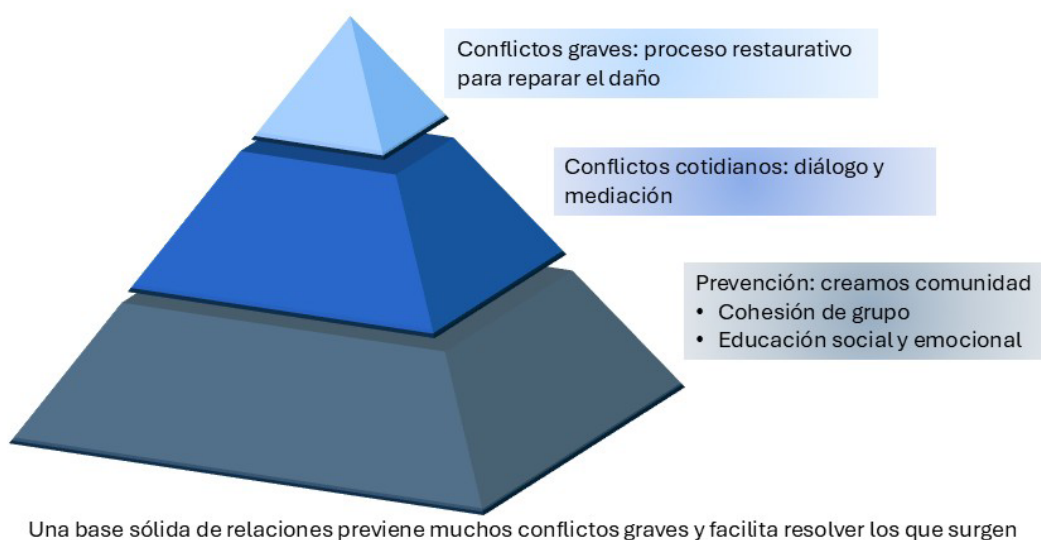 Conflictos graves: proceso restaurativo
para reparar el daño
Conflictos cotidianos: diálogo y
mediación
Prevención: creamos comunidad
• Cohesión de grupo
• Educación social y emocional
Una base sólida de relaciones previene muchos conflictos graves y facilita resolver los que surgen